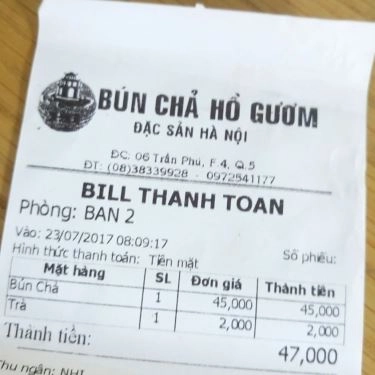 BÚN CHẢ HỒ GƯƠM
ĐẶC SẢN HÀ NỘI
ĐC: 06 Trần Phú, F.4, Q.5
ĐT: (08)38339928 - 0972541177
BILL THANH TOAN
Phòng: BAN 2
Vào: 23/07/2017 08:09:17
Số phiếu:
Hình thức thanh toán: Tiền mặt
Mặt hàng SL Đơn giá Thành tiền
Bún Chả 1 45,000 45,000
Trà 1 2,000 2,000
Thành tiền: 47,000
Thu ngân: NHI